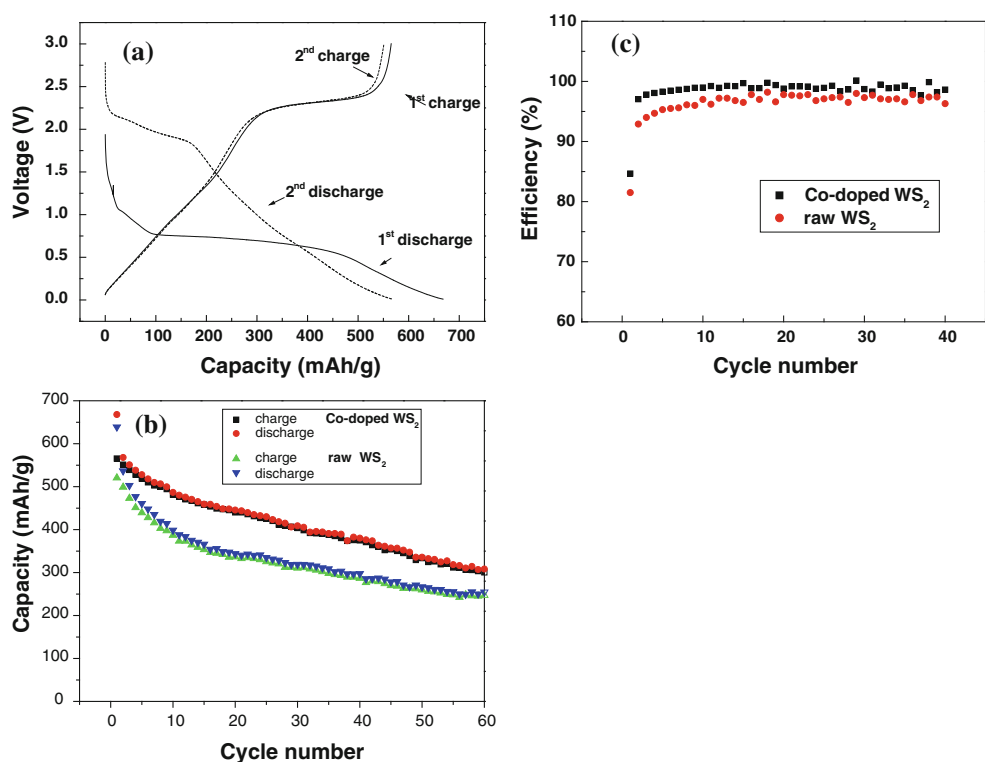 (a)
3.0
2.5
2.0
1.5
1.0
0.5
0.0
Voltage (V)
2nd charge
1st charge
2nd discharge
1st discharge
0 100 200 300 400 500 600 700
Capacity (mAh/g)
(c)
110
100
90
80
70
60
Efficiency (%)
Co-doped WS2
raw WS2
0 10 20 30 40
Cycle number
(b)
700
600
500
400
300
200
0
Capacity (mAh/g)
charge Co-doped WS2
discharge
charge raw WS2
discharge
0 10 20 30 40 50 60
Cycle number